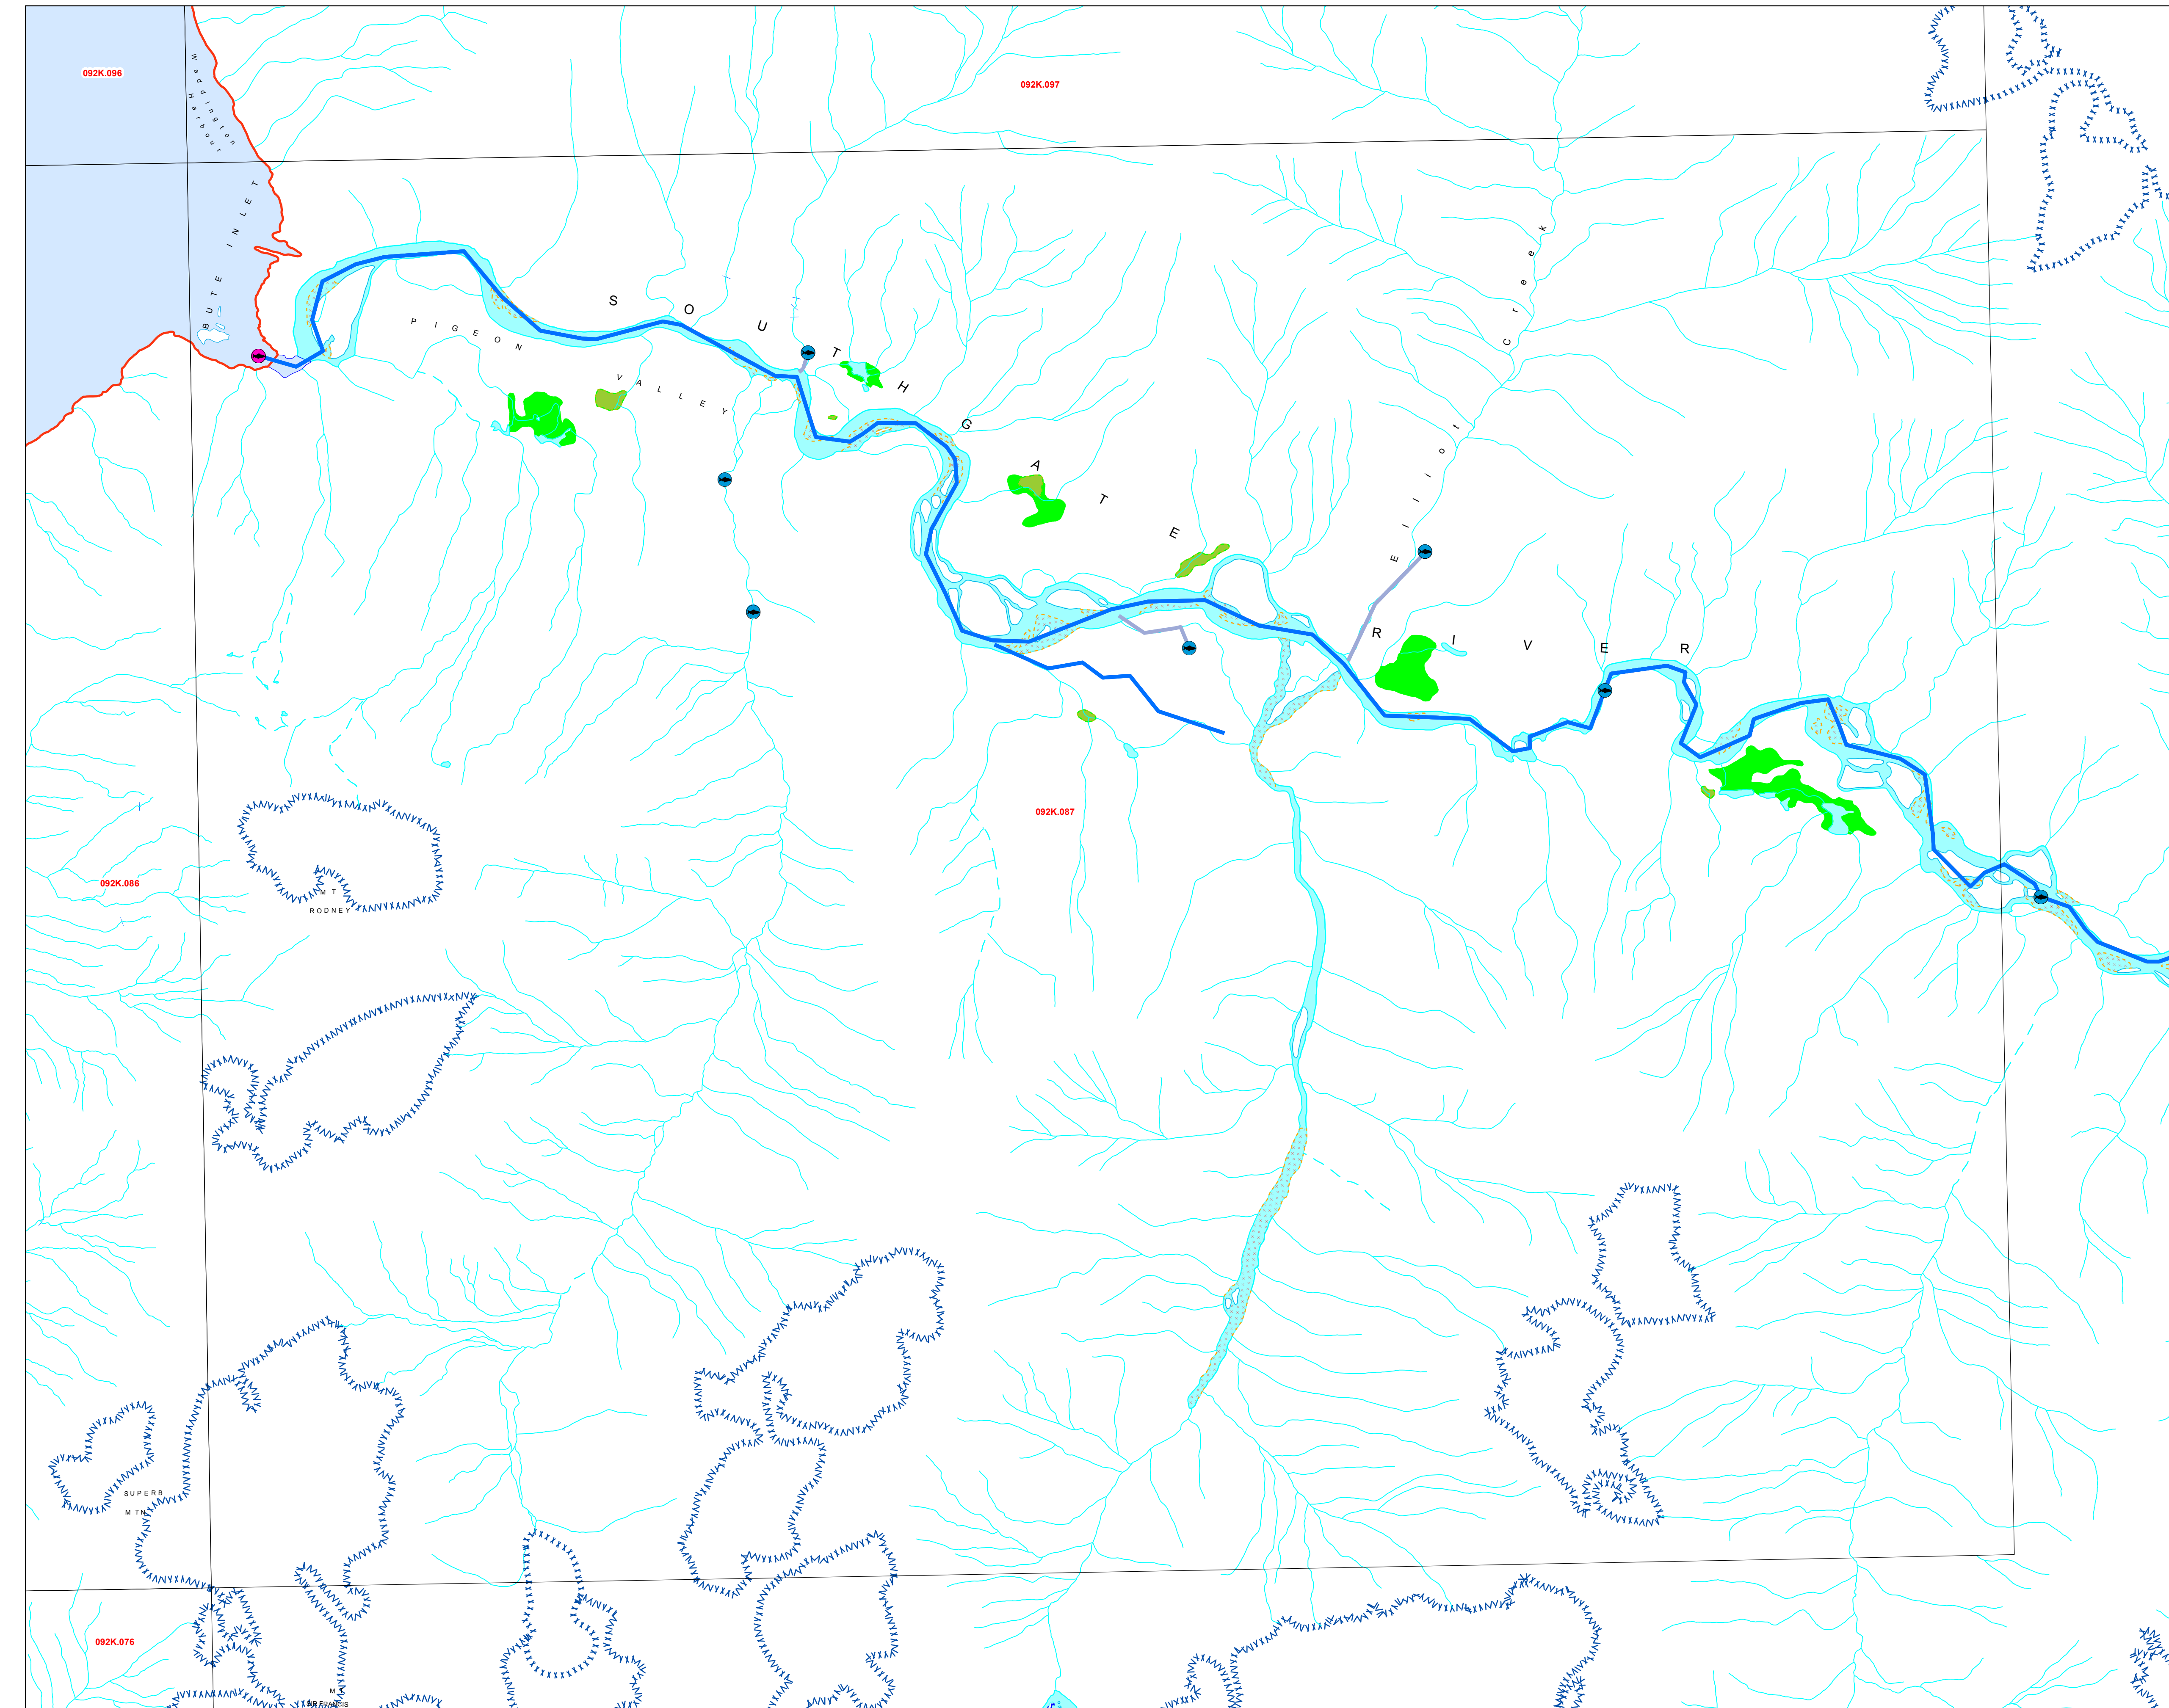 092K.096
Waddington
Harbour
092K.097
BUTE INLET
PIGEON
VALLEY
SOUTHGATE
RIVER
Elliot Creek
092K.087
092K.086
MT
RODNEY
SUPERB
MTN
092K.076